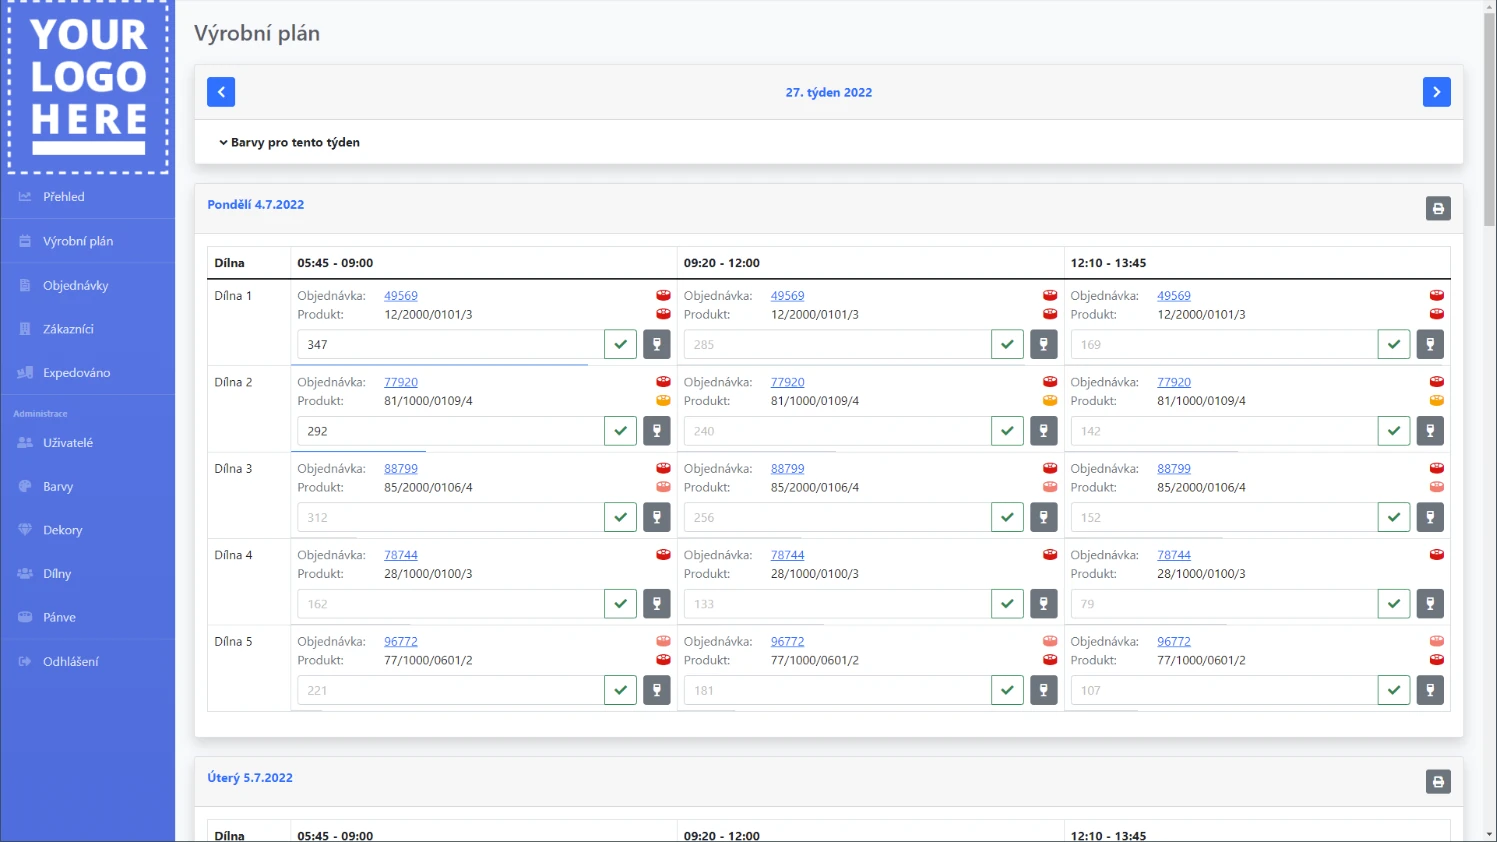 YOUR
LOGO
HERE
Přehled
Výrobní plán
Objednávky
Zákazníci
Expedováno
Administrace
Uživatelé
Barvy
Dekory
Dílny
Pánve
Odhlášení
Výrobní plán
27. týden 2022
Barvy pro tento týden
Pondělí 4.7.2022
Dílna 05:45 - 09:00 09:20 - 12:00 12:10 - 13:45
Dílna 1 Objednávka: 49569 Objednávka: 49569 Objednávka: 49569
Produkt: 12/2000/0101/3 Produkt: 12/2000/0101/3 Produkt: 12/2000/0101/3
347 285 169
Dílna 2 Objednávka: 77920 Objednávka: 77920 Objednávka: 77920
Produkt: 81/1000/0109/4 Produkt: 81/1000/0109/4 Produkt: 81/1000/0109/4
292 240 142
Dílna 3 Objednávka: 88799 Objednávka: 88799 Objednávka: 88799
Produkt: 85/2000/0106/4 Produkt: 85/2000/0106/4 Produkt: 85/2000/0106/4
312 256 152
Dílna 4 Objednávka: 78744 Objednávka: 78744 Objednávka: 78744
Produkt: 28/1000/0100/3 Produkt: 28/1000/0100/3 Produkt: 28/1000/0100/3
162 133 79
Dílna 5 Objednávka: 96772 Objednávka: 96772 Objednávka: 96772
Produkt: 77/1000/0601/2 Produkt: 77/1000/0601/2 Produkt: 77/1000/0601/2
221 181 107
Úterý 5.7.2022
Dílna 05:45 - 09:00 09:20 - 12:00 12:10 - 13:45